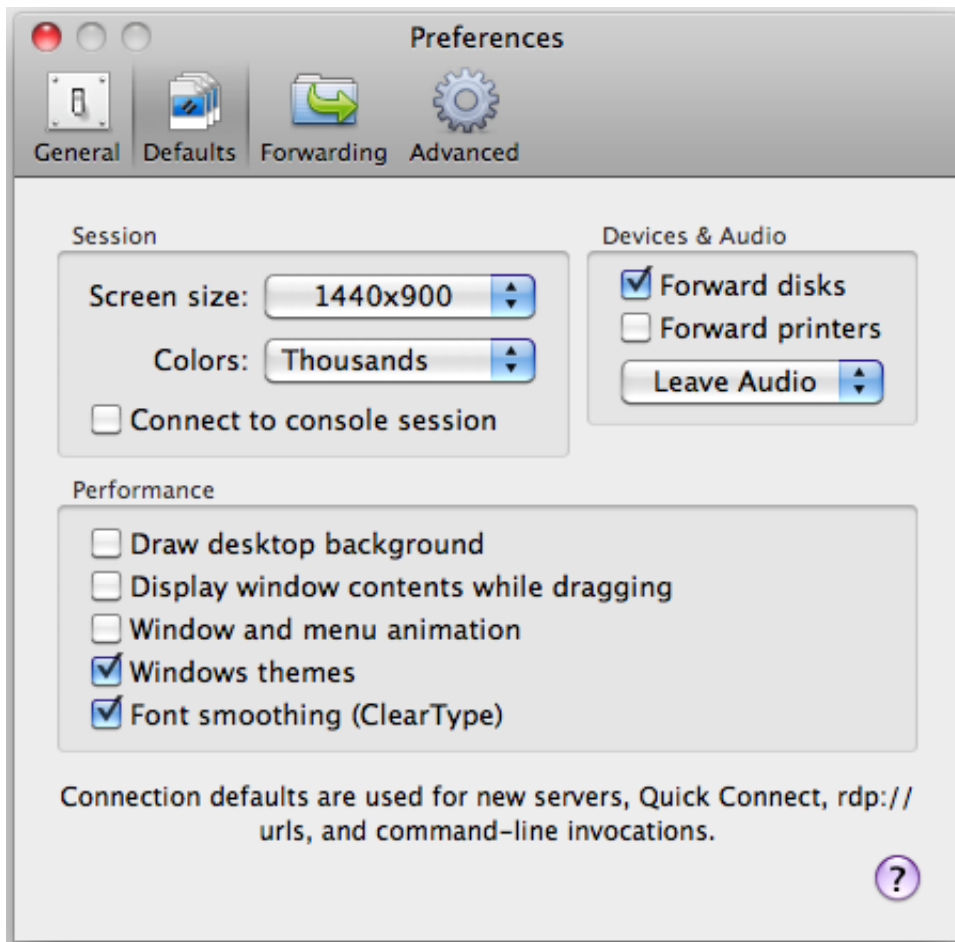 Preferences
General Defaults Forwarding Advanced
Session
Screen size: 1440x900
Colors: Thousands
Connect to console session
Devices & Audio
Forward disks
Forward printers
Leave Audio
Performance
Draw desktop background
Display window contents while dragging
Window and menu animation
Windows themes
Font smoothing (ClearType)
Connection defaults are used for new servers, Quick Connect, rdp://
urls, and command-line invocations.
?